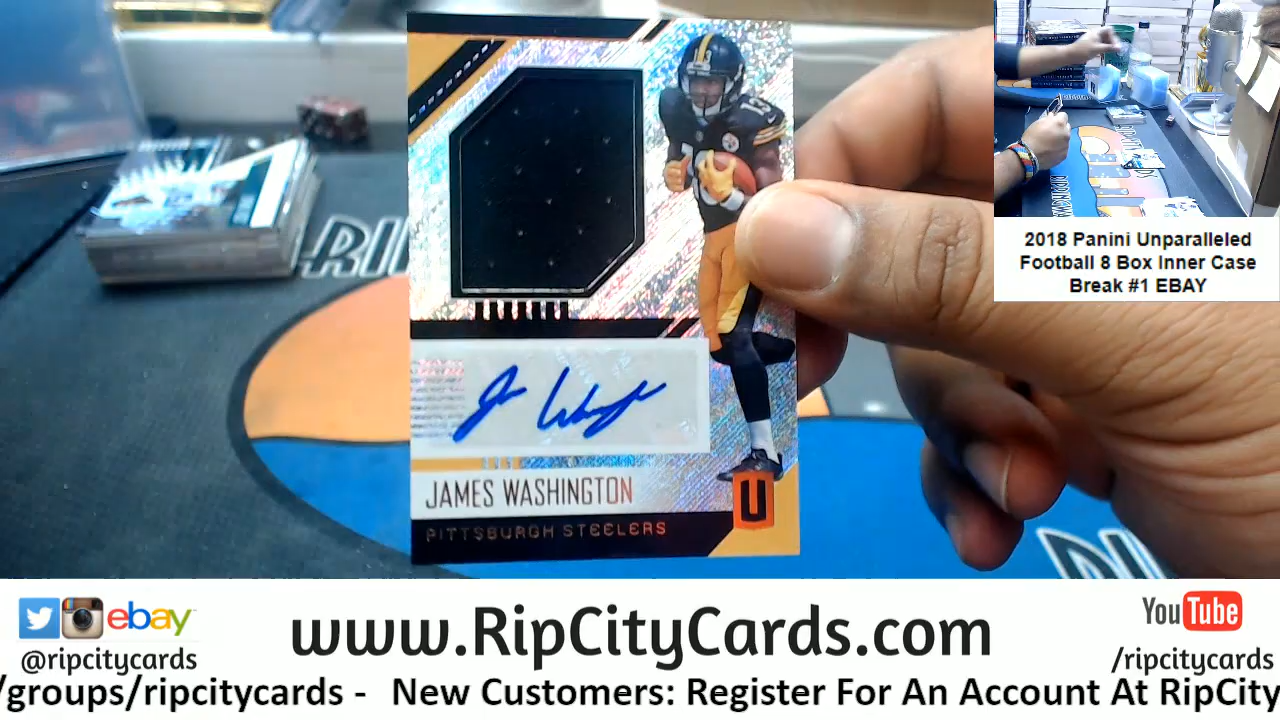 JAMES WASHINGTON
PITTSBURGH STEELERS
U
13
2018 Panini Unparalleled
Football 8 Box Inner Case
Break #1 EBAY
ebay
@ripcitycards
www.RipCityCards.com
YouTube
/ripcitycards
/groups/ripcitycards - New Customers: Register For An Account At RipCity